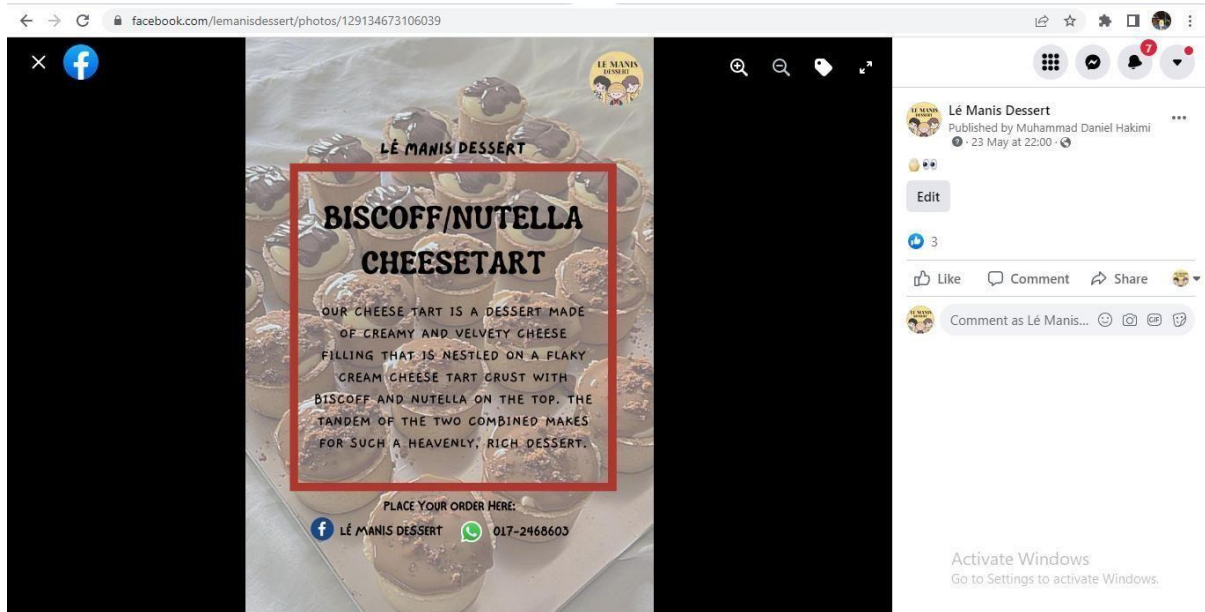 facebook.com/lemanisdessert/photos/129134673106039
7
LE MANIS
DESSERT
LÉ MANIS DESSERT
BISCOFF/NUTELLA
CHEESETART
OUR CHEESE TART IS A DESSERT MADE
OF CREAMY AND VELVETY CHEESE
FILLING THAT IS NESTLED ON A FLAKY
CREAM CHEESE TART CRUST WITH
BISCOFF AND NUTELLA ON THE TOP. THE
TANDEM OF THE TWO COMBINED MAKES
FOR SUCH A HEAVENLY, RICH DESSERT.
PLACE YOUR ORDER HERE:
LÉ MANIS DESSERT 017-2468603
Lé Manis Dessert
Published by Muhammad Daniel Hakimi
· 23 May at 22:00 ·
Edit
3
Like Comment Share
Comment as Lé Manis... GIF
Activate Windows
Go to Settings to activate Windows.